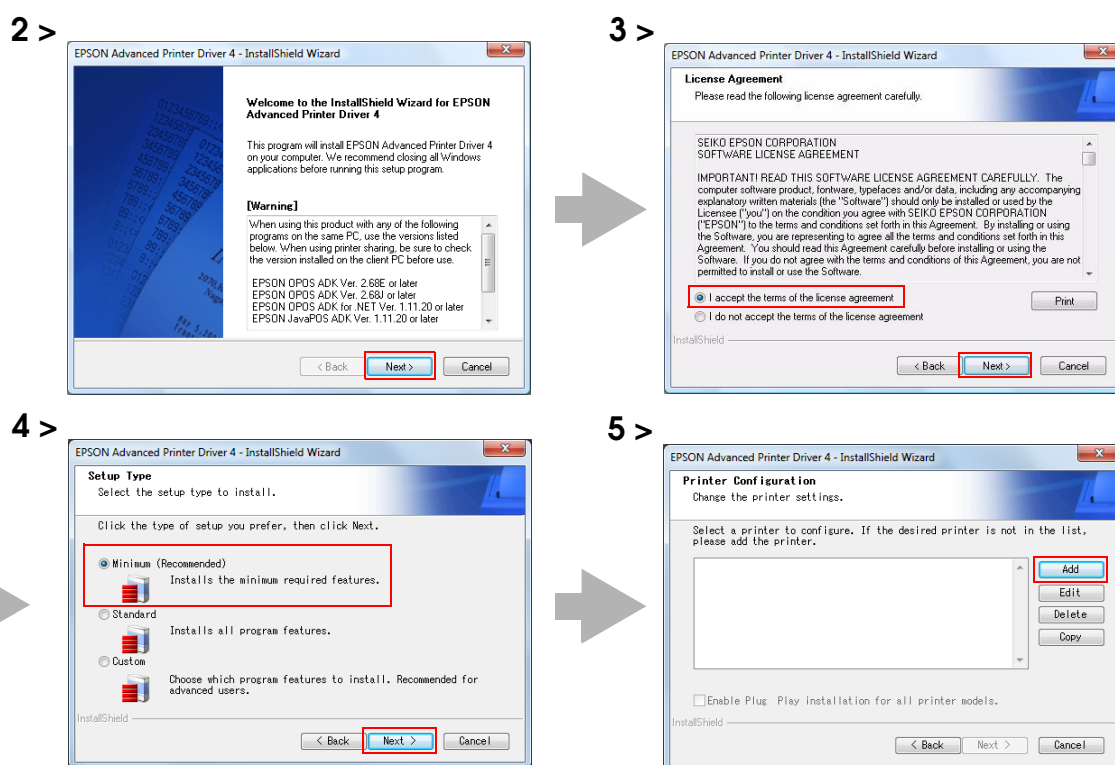 2 >
EPSON Advanced Printer Driver 4 - InstallShield Wizard
Welcome to the InstallShield Wizard for EPSON
Advanced Printer Driver 4
This program will install EPSON Advanced Printer Driver 4
on your computer. We recommend closing all Windows
applications before running this setup program.
[Warning]
When using this product with any of the following
programs on the same PC, use the versions listed
below. When using printer sharing, be sure to check
the version installed on the client PC before use.
EPSON OPOS ADK Ver. 2.68E or later
EPSON OPOS ADK Ver. 2.68J or later
EPSON OPOS ADK for .NET Ver. 1.11.20 or later
EPSON JavaPOS ADK Ver. 1.11.20 or later
< Back
Next >
Cancel
3 >
EPSON Advanced Printer Driver 4 - InstallShield Wizard
License Agreement
Please read the following license agreement carefully.
SEIKO EPSON CORPORATION
SOFTWARE LICENSE AGREEMENT
IMPORTANT! READ THIS SOFTWARE LICENSE AGREEMENT CAREFULLY. The
computer software product, fontware, typefaces and/or data, including any accompanying
explanatory written materials (the "Software") should only be installed or used by the
Licensee ("you") on the condition you agree with SEIKO EPSON CORPORATION
("EPSON") to the terms and conditions set forth in this Agreement. By installing or using
the Software, you are representing to agree all the terms and conditions set forth in this
Agreement. You should read this Agreement carefully before installing or using the
Software. If you do not agree with the terms and conditions of this Agreement, you are not
permitted to install or use the Software.
I accept the terms of the license agreement
Print
I do not accept the terms of the license agreement
InstallShield
< Back
Next >
Cancel
4 >
EPSON Advanced Printer Driver 4 - InstallShield Wizard
Setup Type
Select the setup type to install.
Click the type of setup you prefer, then click Next.
Minimum (Recommended)
Installs the minimum required features.
Standard
Installs all program features.
Custom
Choose which program features to install. Recommended for
advanced users.
InstallShield
< Back
Next >
Cancel
5 >
EPSON Advanced Printer Driver 4 - InstallShield Wizard
Printer Configuration
Change the printer settings.
Select a printer to configure. If the desired printer is not in the list,
please add the printer.
Add
Edit
Delete
Copy
Enable Plug Play installation for all printer models.
InstallShield
< Back
Next >
Cancel